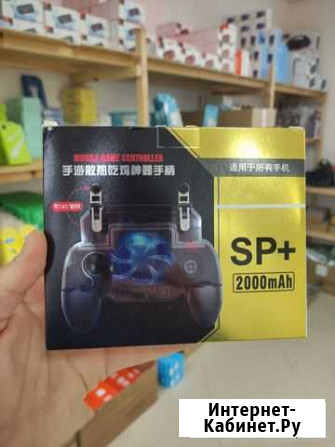 MOBILE GAME CONTROLLER
手游散热吃鸡神器手柄
适用于所有手机
SP+
2000mAh
Интернет-
Кабинет.Ру